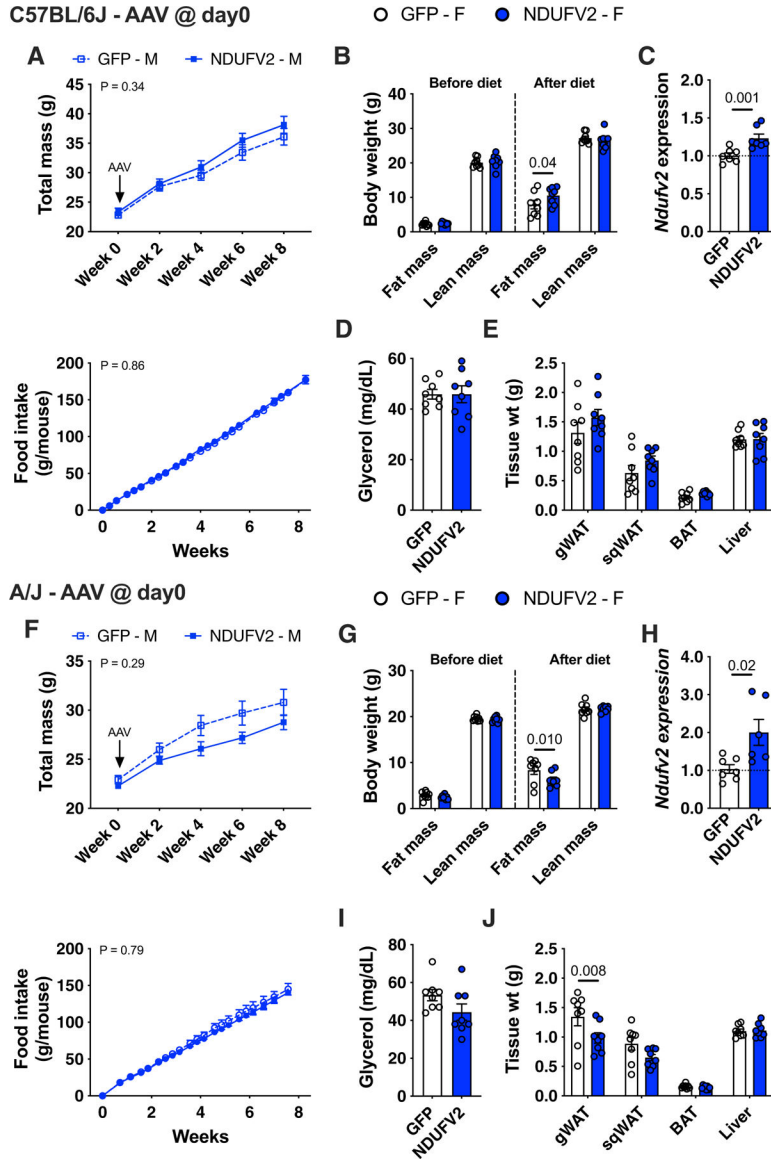 C57BL/6J - AAV @ day0
GFP - F
NDUFV2 - F
A
GFP - M
NDUFV2 - M
P = 0.34
AAV
Total mass (g)
40
35
30
25
20
Week 0
Week 2
Week 4
Week 6
Week 8
B
Before diet
After diet
Body weight (g)
40
30
20
10
0
0.04
Fat mass
Lean mass
Fat mass
Lean mass
C
Ndufv2 expression
2.0
1.5
1.0
0.5
0.0
0.001
GFP
NDUFV2
P = 0.86
Food intake
(g/mouse)
200
150
100
50
0
0
2
4
6
8
Weeks
D
Glycerol (mg/dL)
60
40
20
0
GFP
NDUFV2
E
Tissue wt (g)
2.5
2.0
1.5
1.0
0.5
0.0
gWAT
sqWAT
BAT
Liver
A/J - AAV @ day0
GFP - F
NDUFV2 - F
F
GFP - M
NDUFV2 - M
P = 0.29
AAV
Total mass (g)
35
30
25
20
Week 0
Week 2
Week 4
Week 6
Week 8
G
Before diet
After diet
Body weight (g)
30
20
10
0
0.010
Fat mass
Lean mass
Fat mass
Lean mass
H
Ndufv2 expression
4.0
3.0
2.0
1.0
0.0
0.02
GFP
NDUFV2
P = 0.79
Food intake
(g/mouse)
200
150
100
50
0
0
2
4
6
8
Weeks
I
Glycerol (mg/dL)
80
60
40
20
0
GFP
NDUFV2
J
Tissue wt (g)
2.5
2.0
1.5
1.0
0.5
0.0
0.008
gWAT
sqWAT
BAT
Liver